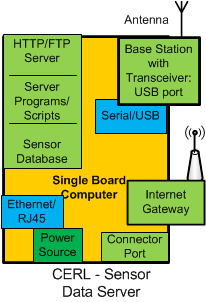 Antenna
HTTP/FTP
Server
Server
Programs/
Scripts
Sensor
Database
Base Station
with
Transceiver:
USB port
Serial/USB
Single Board
Computer
Ethernet/
RJ45
Internet
Gateway
Power
Source
Connector
Port
CERL - Sensor
Data Server